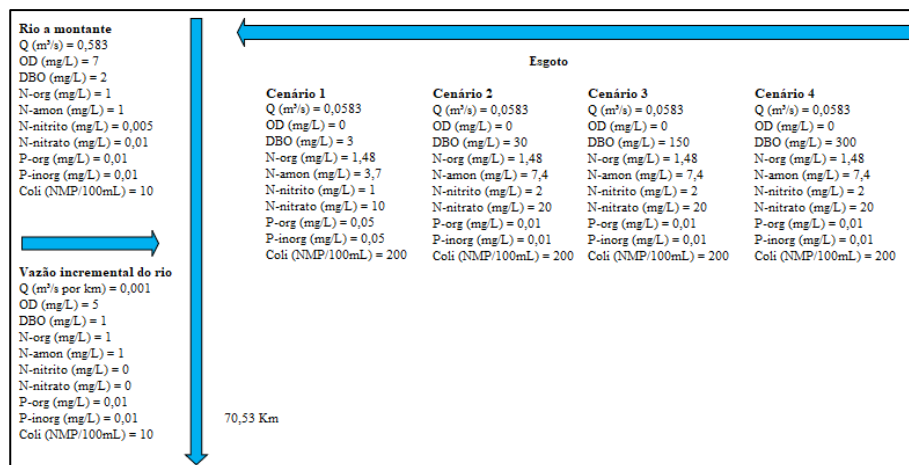 Rio a montante
Q (m³/s) = 0,583
OD (mg/L) = 7
DBO (mg/L) = 2
N-org (mg/L) = 1
N-amon (mg/L) = 1
N-nitrito (mg/L) = 0,005
N-nitrato (mg/L) = 0,01
P-org (mg/L) = 0,01
P-inorg (mg/L) = 0,01
Coli (NMP/100mL) = 10
Vazão incremental do rio
Q (m³/s por km) = 0,001
OD (mg/L) = 5
DBO (mg/L) = 1
N-org (mg/L) = 1
N-amon (mg/L) = 1
N-nitrito (mg/L) = 0
N-nitrato (mg/L) = 0
P-org (mg/L) = 0,01
P-inorg (mg/L) = 0,01
Coli (NMP/100mL) = 10
Esgoto
Cenário 1
Q (m³/s) = 0,0583
OD (mg/L) = 0
DBO (mg/L) = 3
N-org (mg/L) = 1,48
N-amon (mg/L) = 3,7
N-nitrito (mg/L) = 1
N-nitrato (mg/L) = 10
P-org (mg/L) = 0,05
P-inorg (mg/L) = 0,05
Coli (NMP/100mL) = 200
Cenário 2
Q (m³/s) = 0,0583
OD (mg/L) = 0
DBO (mg/L) = 30
N-org (mg/L) = 1,48
N-amon (mg/L) = 7,4
N-nitrito (mg/L) = 2
N-nitrato (mg/L) = 20
P-org (mg/L) = 0,01
P-inorg (mg/L) = 0,01
Coli (NMP/100mL) = 200
Cenário 3
Q (m³/s) = 0,0583
OD (mg/L) = 0
DBO (mg/L) = 150
N-org (mg/L) = 1,48
N-amon (mg/L) = 7,4
N-nitrito (mg/L) = 2
N-nitrato (mg/L) = 20
P-org (mg/L) = 0,01
P-inorg (mg/L) = 0,01
Coli (NMP/100mL) = 200
Cenário 4
Q (m³/s) = 0,0583
OD (mg/L) = 0
DBO (mg/L) = 300
N-org (mg/L) = 1,48
N-amon (mg/L) = 7,4
N-nitrito (mg/L) = 2
N-nitrato (mg/L) = 20
P-org (mg/L) = 0,01
P-inorg (mg/L) = 0,01
Coli (NMP/100mL) = 200
70,53 Km